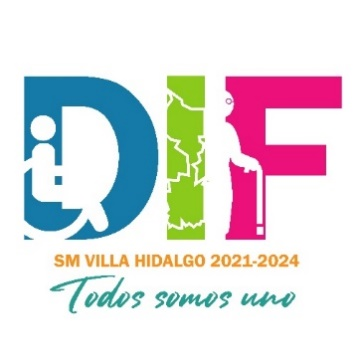 DIF
SM VILLA HIDALGO 2021-2024
Todos somos uno